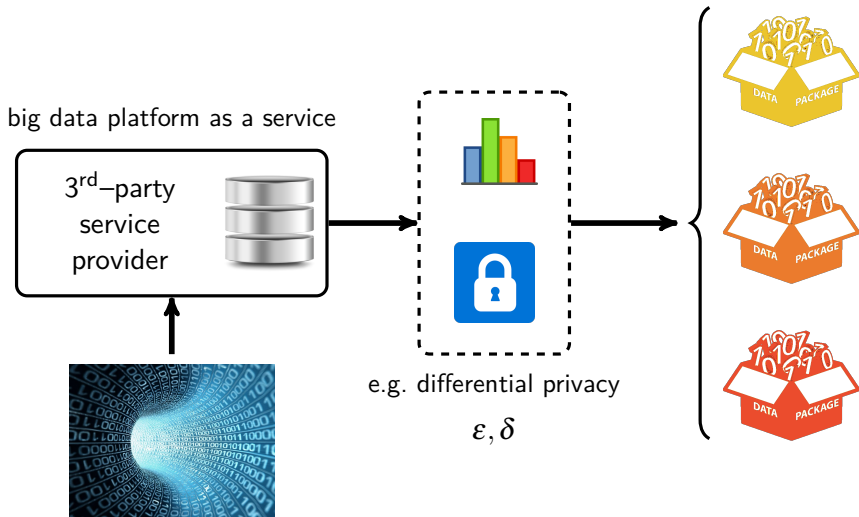 big data platform as a service
3rd–party
service
provider
e.g. differential privacy
ε, δ
DATA PACKAGE
DATA PACKAGE
DATA PACKAGE